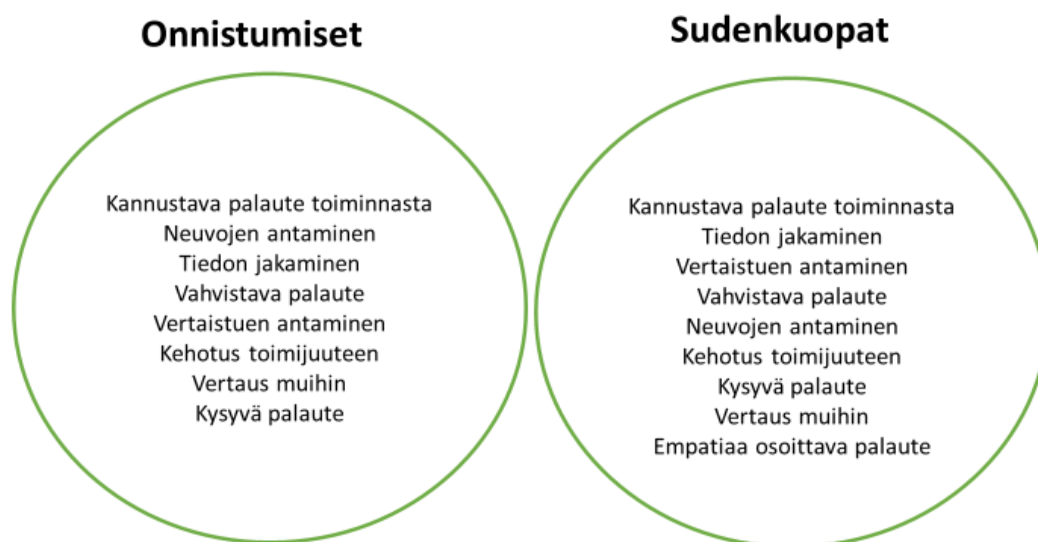 Onnistumiset
Kannustava palaute toiminnasta
Neuvojen antaminen
Tiedon jakaminen
Vahvistava palaute
Vertaistuen antaminen
Kehotus toimijuuteen
Vertaus muihin
Kysyvä palaute
Sudenkuopat
Kannustava palaute toiminnasta
Tiedon jakaminen
Vertaistuen antaminen
Vahvistava palaute
Neuvojen antaminen
Kehotus toimijuuteen
Kysyvä palaute
Vertaus muihin
Empatiaa osoittava palaute